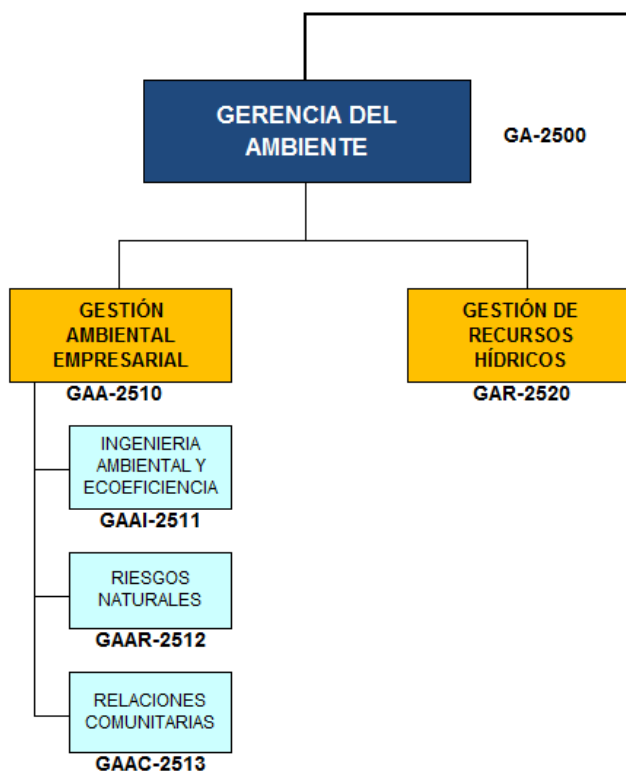 GERENCIA DEL
AMBIENTE
GA-2500
GESTIÓN
AMBIENTAL
EMPRESARIAL
GAA-2510
GESTIÓN DE
RECURSOS
HÍDRICOS
GAR-2520
INGENIERIA
AMBIENTAL Y
ECOEFICIENCIA
GAAI-2511
RIESGOS
NATURALES
GAAR-2512
RELACIONES
COMUNITARIAS
GAAC-2513